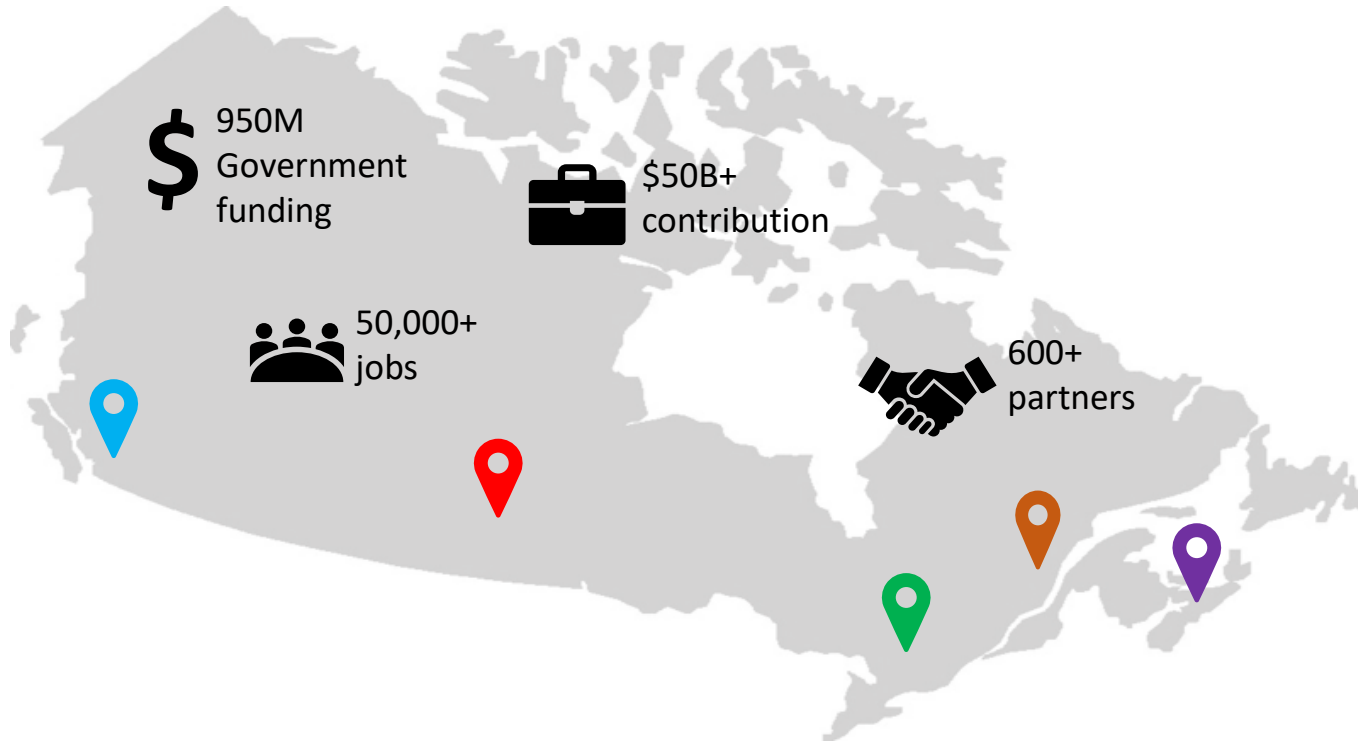 $ 950M
Government
funding
$50B+
contribution
50,000+
jobs
600+
partners